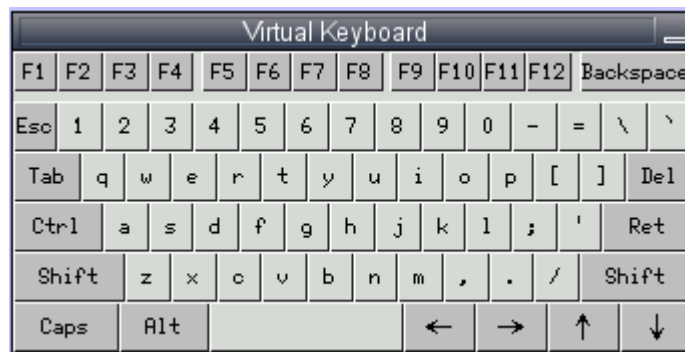 Virtual Keyboard
F1 F2 F3 F4 F5 F6 F7 F8 F9 F10 F11 F12 Backspace
Esc 1 2 3 4 5 6 7 8 9 0 - = \ `
Tab q w e r t y u i o p [ ] Del
Ctrl a s d f g h j k l ; ' Ret
Shift z x c v b n m , . / Shift
Caps Alt ← → ↑ ↓